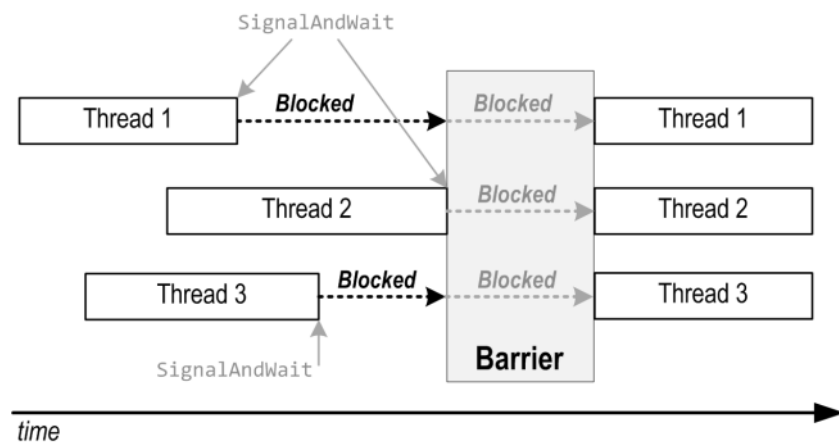 SignalAndWait
Thread 1
Blocked
Blocked
Thread 1
Thread 2
Blocked
Thread 2
Thread 3
Blocked
Blocked
Thread 3
SignalAndWait
Barrier
time